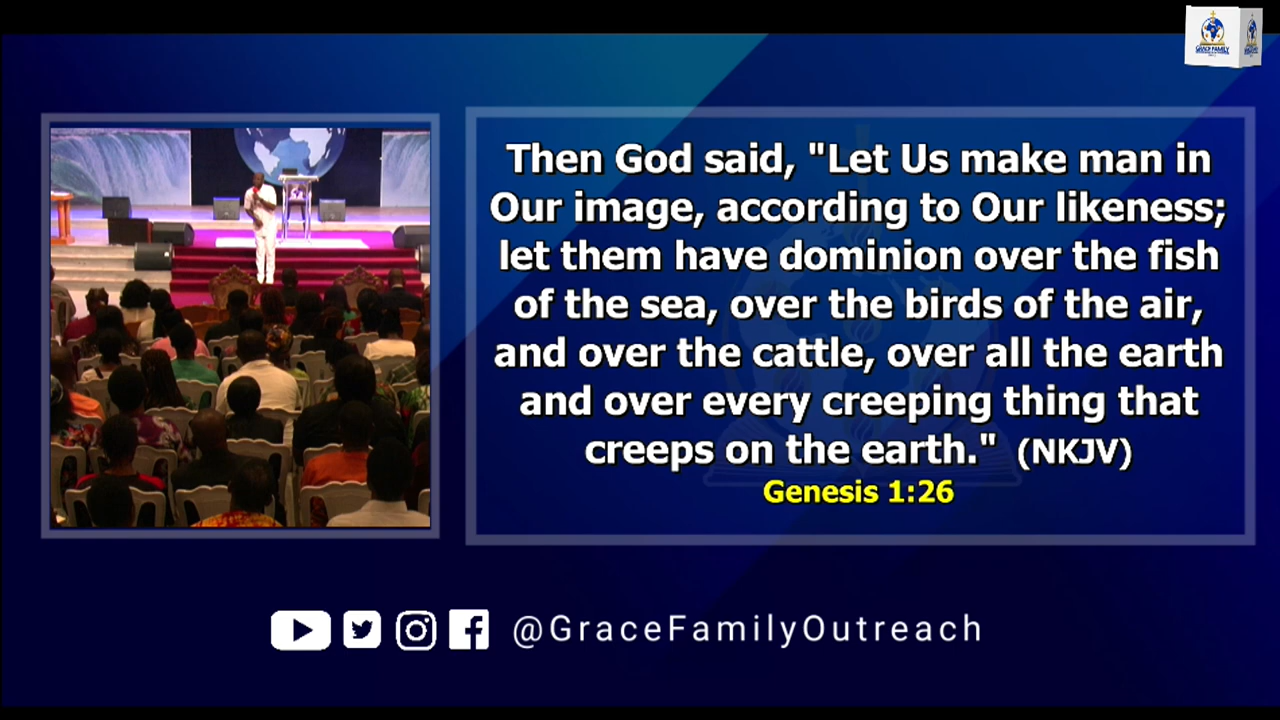 GRACE FAMILY
Then God said, "Let Us make man in
Our image, according to Our likeness;
let them have dominion over the fish
of the sea, over the birds of the air,
and over the cattle, over all the earth
and over every creeping thing that
creeps on the earth." (NKJV)
Genesis 1:26
@GraceFamilyOutreach